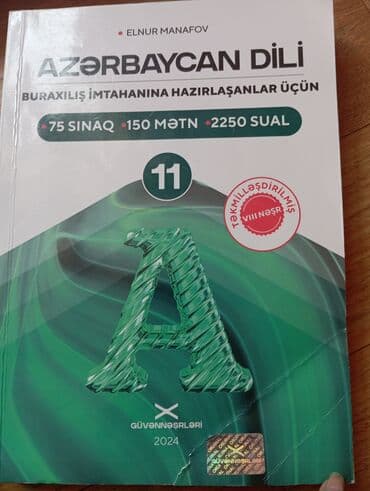 • ELNUR MANAFOV
AZƏRBAYCAN DİLİ
BURAXILIŞ İMTAHANINA HAZIRLAŞANLAR ÜÇÜN
• 75 SINAQ • 150 MƏTN • 2250 SUAL
11
TƏKMİLLƏŞDİRİLMİŞ
VIII NƏŞR
A
GÜVƏNNƏŞRLƏRİ
2024
GÜVƏNNƏŞRLƏRİ